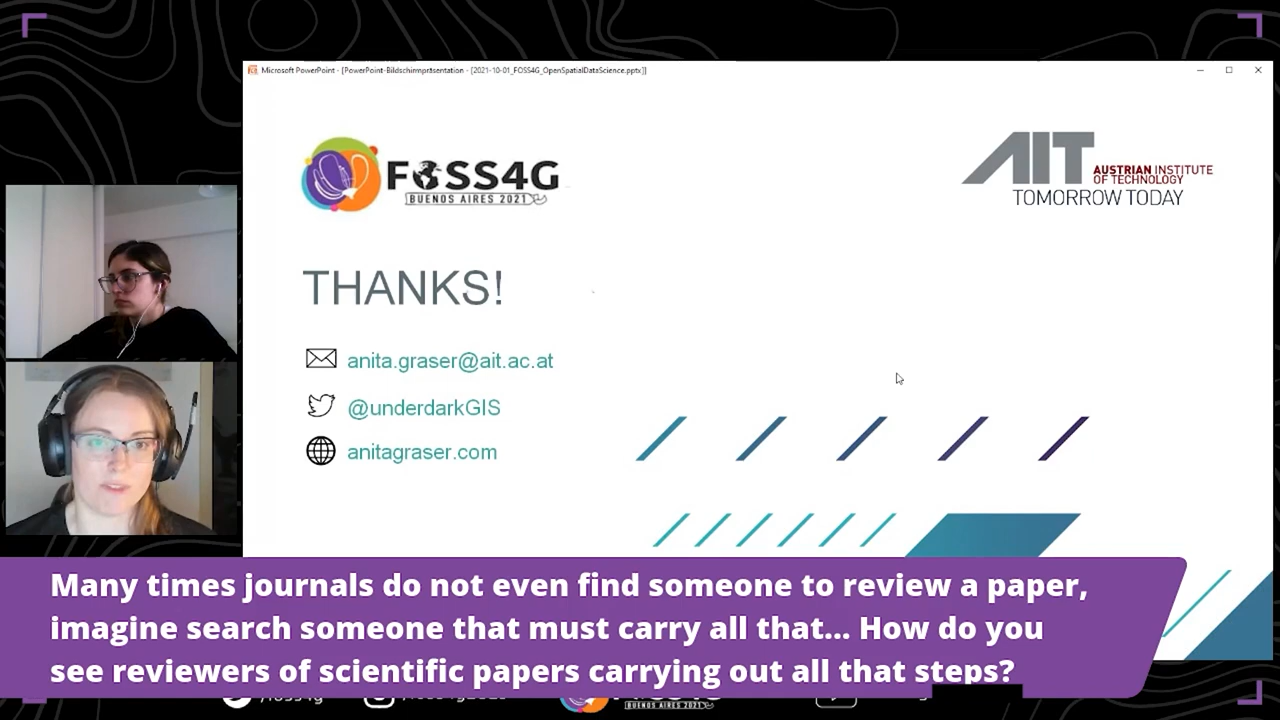 Microsoft PowerPoint - [PowerPoint-Bildschirmpräsentation - [2021-10-01_FOSS4G_OpenSpatialDataScience.pptx]]
FOSS4G
BUENOS AIRES 2021
AIT
AUSTRIAN INSTITUTE
OF TECHNOLOGY
TOMORROW TODAY
THANKS!
anita.graser@ait.ac.at
@underdarkGIS
anitagraser.com
Many times journals do not even find someone to review a paper,
imagine search someone that must carry all that... How do you
see reviewers of scientific papers carrying out all that steps?
BUENOS AIRES 2021